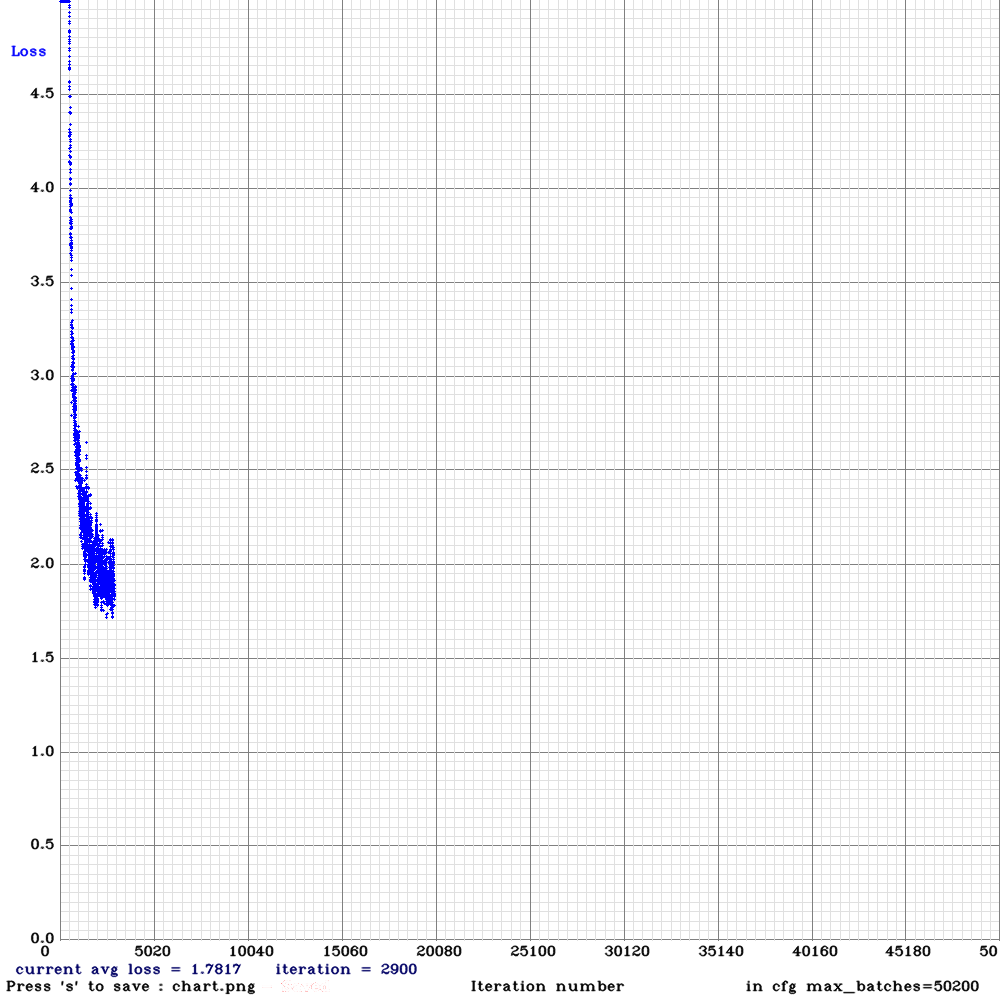 Loss
4.5
4.0
3.5
3.0
2.5
2.0
1.5
1.0
0.5
0.0
0 5020 10040 15060 20080 25100 30120 35140 40160 45180 50
current avg loss = 1.7817 iteration = 2900
Press 's' to save : chart.png Iteration number in cfg max_batches=50200